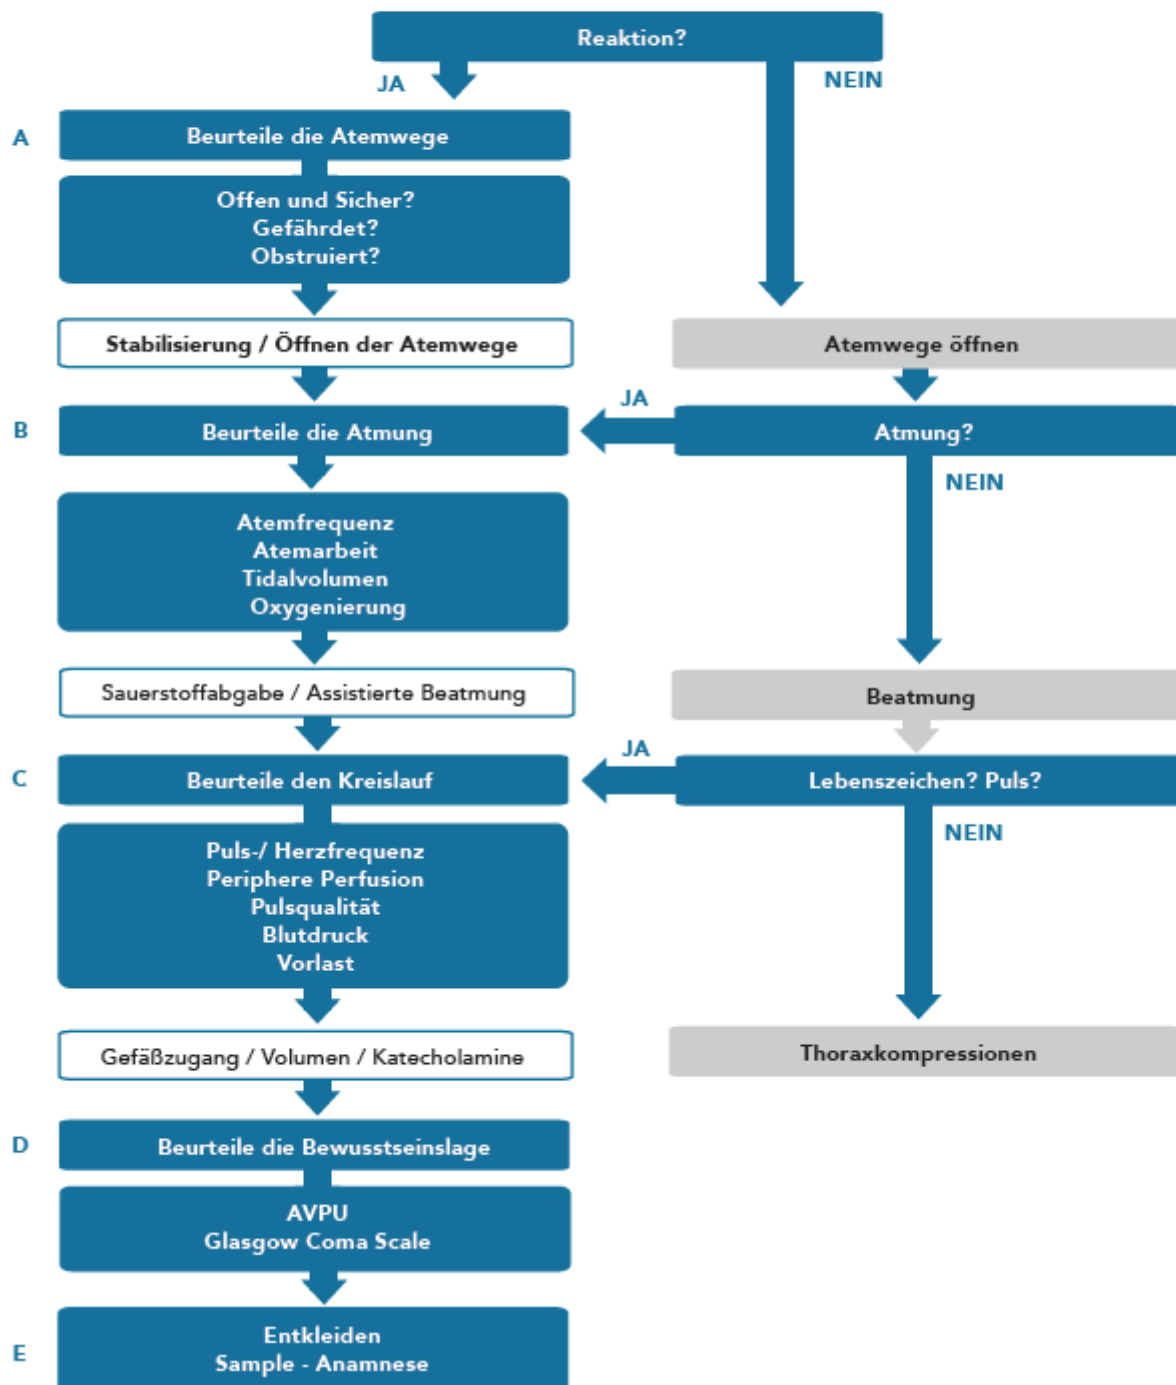 Reaktion?
JA
NEIN
A
Beurteile die Atemwege
Offen und Sicher?
Gefährdet?
Obstruiert?
Stabilisierung / Öffnen der Atemwege
Atemwege öffnen
B
Beurteile die Atmung
JA
Atmung?
NEIN
Atemfrequenz
Atemarbeit
Tidalvolumen
Oxygenierung
Sauerstoffabgabe / Assistierte Beatmung
Beatmung
C
Beurteile den Kreislauf
JA
Lebenszeichen? Puls?
NEIN
Puls-/ Herzfrequenz
Periphere Perfusion
Pulsqualität
Blutdruck
Vorlast
Gefäßzugang / Volumen / Katecholamine
Thoraxkompressionen
D
Beurteile die Bewusstseinslage
AVPU
Glasgow Coma Scale
E
Entkleiden
Sample - Anamnese